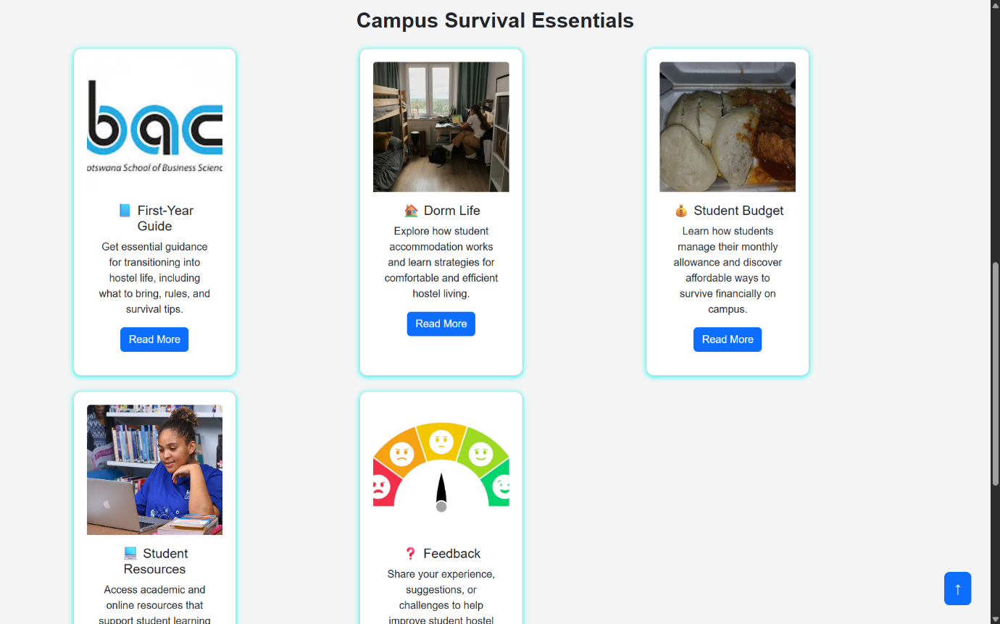 Campus Survival Essentials
bac
otswana School of Business Scienc
📘 First-Year
Guide
Get essential guidance
for transitioning into
hostel life, including
what to bring, rules, and
survival tips.
Read More
🏠 Dorm Life
Explore how student
accommodation works
and learn strategies for
comfortable and efficient
hostel living.
Read More
💰 Student Budget
Learn how students
manage their monthly
allowance and discover
affordable ways to
survive financially on
campus.
Read More
💻 Student
Resources
Access academic and
online resources that
support student learning
❓ Feedback
Share your experience,
suggestions, or
challenges to help
improve student hostel
↑